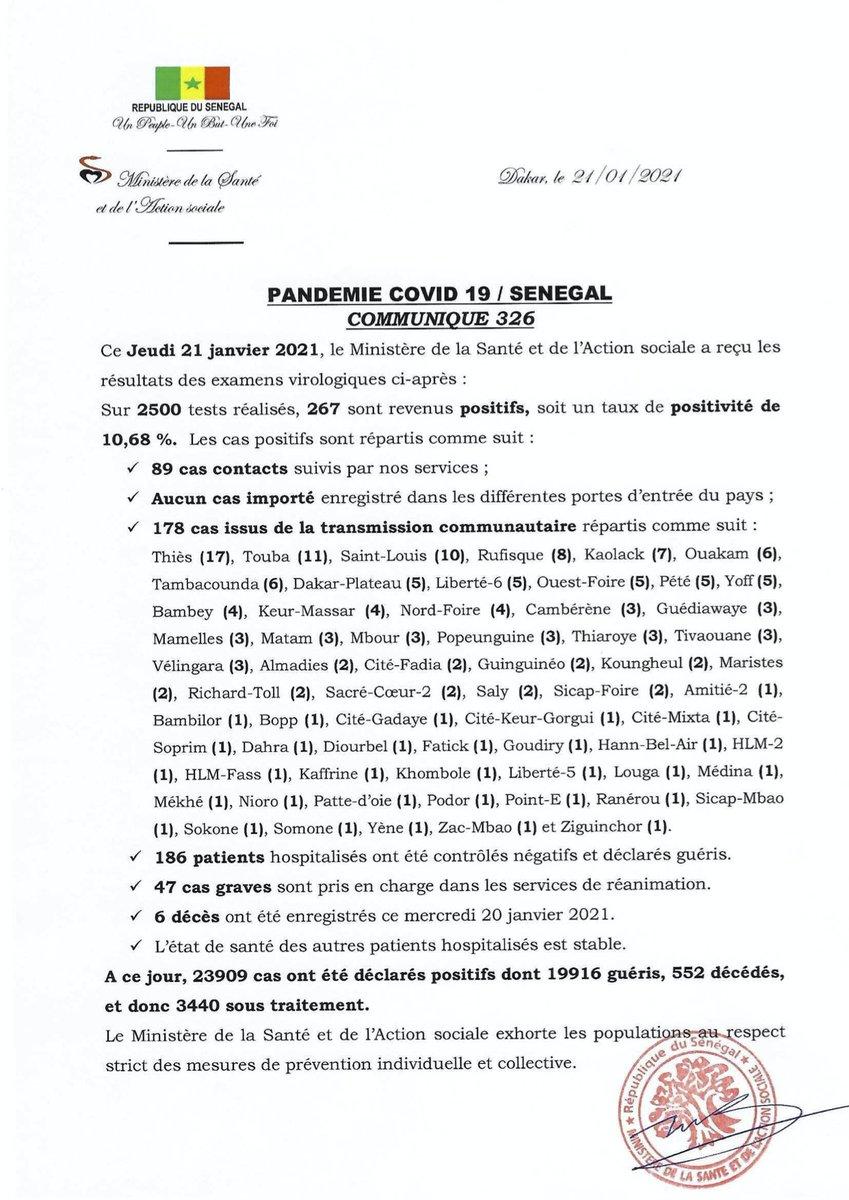 REPUBLIQUE DU SENEGAL
Un Peuple-Un But-Une Foi
Ministère de la Santé
et de l'Action sociale
Dakar, le 21/01/2021
PANDEMIE COVID 19 / SENEGAL
COMMUNIQUE 326
Ce Jeudi 21 janvier 2021, le Ministère de la Santé et de l'Action sociale a reçu les
résultats des examens virologiques ci-après :
Sur 2500 tests réalisés, 267 sont revenus positifs, soit un taux de positivité de
10,68 %. Les cas positifs sont répartis comme suit :
✓ 89 cas contacts suivis par nos services ;
✓ Aucun cas importé enregistré dans les différentes portes d'entrée du pays ;
✓ 178 cas issus de la transmission communautaire répartis comme suit :
Thiès (17), Touba (11), Saint-Louis (10), Rufisque (8), Kaolack (7), Ouakam (6),
Tambacounda (6), Dakar-Plateau (5), Liberté-6 (5), Ouest-Foire (5), Pété (5), Yoff (5),
Bambey (4), Keur-Massar (4), Nord-Foire (4), Cambérène (3), Guédiawaye (3),
Mamelles (3), Matam (3), Mbour (3), Popeunguine (3), Thiaroye (3), Tivaouane (3),
Vélingara (3), Almadies (2), Cité-Fadia (2), Guinguinéo (2), Koungheul (2), Maristes
(2), Richard-Toll (2), Sacré-Cœur-2 (2), Saly (2), Sicap-Foire (2), Amitié-2 (1),
Bambilor (1), Bopp (1), Cité-Gadaye (1), Cité-Keur-Gorgui (1), Cité-Mixta (1), Cité-
Soprim (1), Dahra (1), Diourbel (1), Fatick (1), Goudiry (1), Hann-Bel-Air (1), HLM-2
(1), HLM-Fass (1), Kaffrine (1), Khombole (1), Liberté-5 (1), Louga (1), Médina (1),
Mékhé (1), Nioro (1), Patte-d'oie (1), Podor (1), Point-E (1), Ranérou (1), Sicap-Mbao
(1), Sokone (1), Somone (1), Yène (1), Zac-Mbao (1) et Ziguinchor (1).
✓ 186 patients hospitalisés ont été contrôlés négatifs et déclarés guéris.
✓ 47 cas graves sont pris en charge dans les services de réanimation.
✓ 6 décès ont été enregistrés ce mercredi 20 janvier 2021.
✓ L'état de santé des autres patients hospitalisés est stable.
A ce jour, 23909 cas ont été déclarés positifs dont 19916 guéris, 552 décédés,
et donc 3440 sous traitement.
Le Ministère de la Santé et de l'Action sociale exhorte les populations au respect
strict des mesures de prévention individuelle et collective.
République du Sénégal
MINISTERE DE LA SANTE ET DE L'ACTION SOCIALE